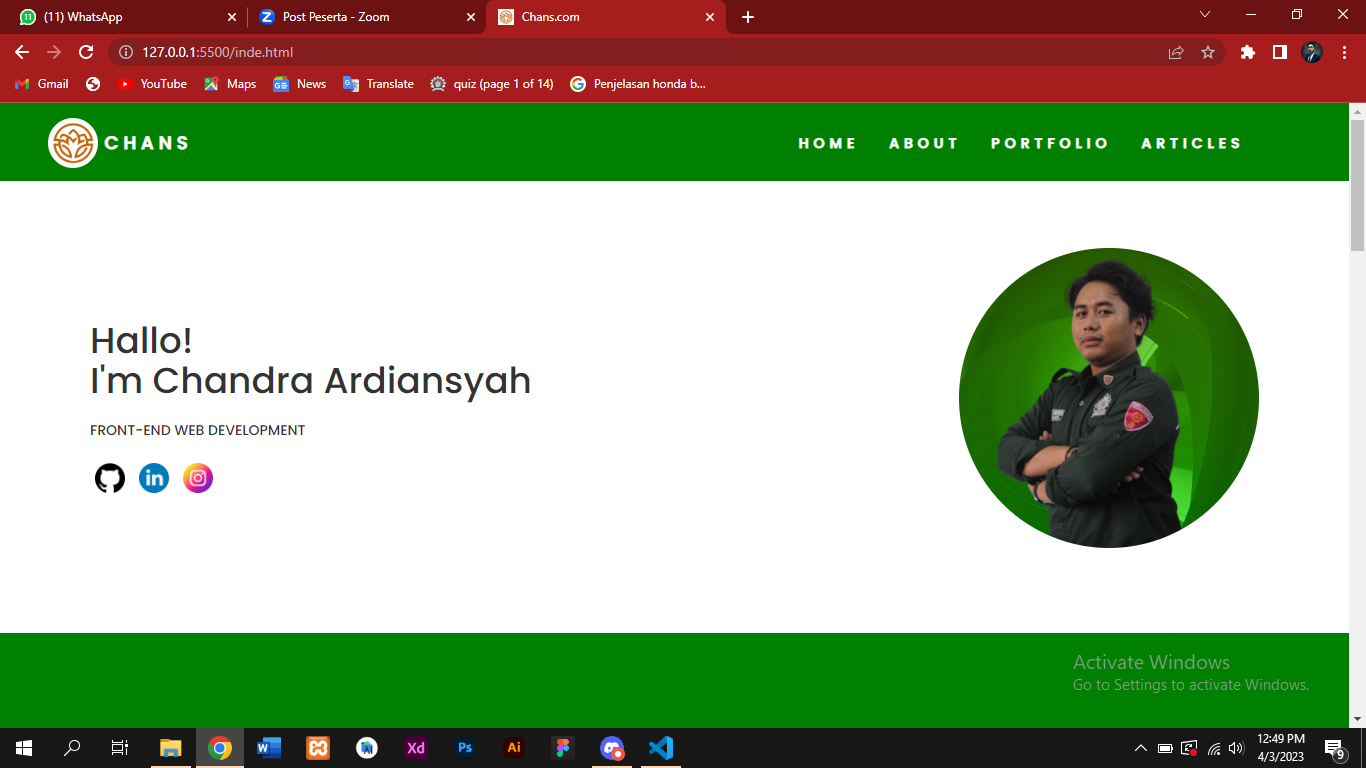 (11) WhatsApp
Post Peserta - Zoom
Chans.com
127.0.0.1:5500/inde.html
Gmail
YouTube
Maps
News
Translate
quiz (page 1 of 14)
Penjelasan honda b...
CHANS
HOME ABOUT PORTFOLIO ARTICLES
Hallo!
I'm Chandra Ardiansyah
FRONT-END WEB DEVELOPMENT
in
Activate Windows
Go to Settings to activate Windows.
Xd
Ps
Ai
12:49 PM
4/3/2023
9